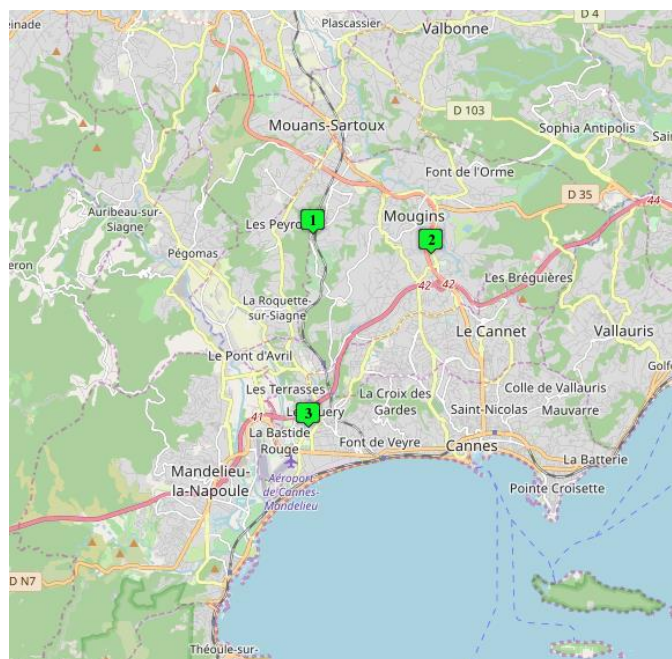 Plascassier
D 4
Valbonne
D 103
Mouans-Sartoux
Sophia Antipolis
Font de l'Orme
D 35
44
Auribeau-sur-
Siagne
Les Peyro
1
Mougins
2
Pégomas
42
42
Les Bréguières
La Roquette-
sur-Siagne
Le Cannet
Vallauris
Le Pont d'Avril
Les Terrasses
La Croix des
Gardes
Colle de Vallauris
Saint-Nicolas
Mauvarre
41
3
La Bastide
Rouge
Font de Veyre
Cannes
La Batterie
Mandelieu-
la-Napoule
Aéroport
de Cannes-
Mandelieu
Pointe Croisette
D N7
Théoule-sur-